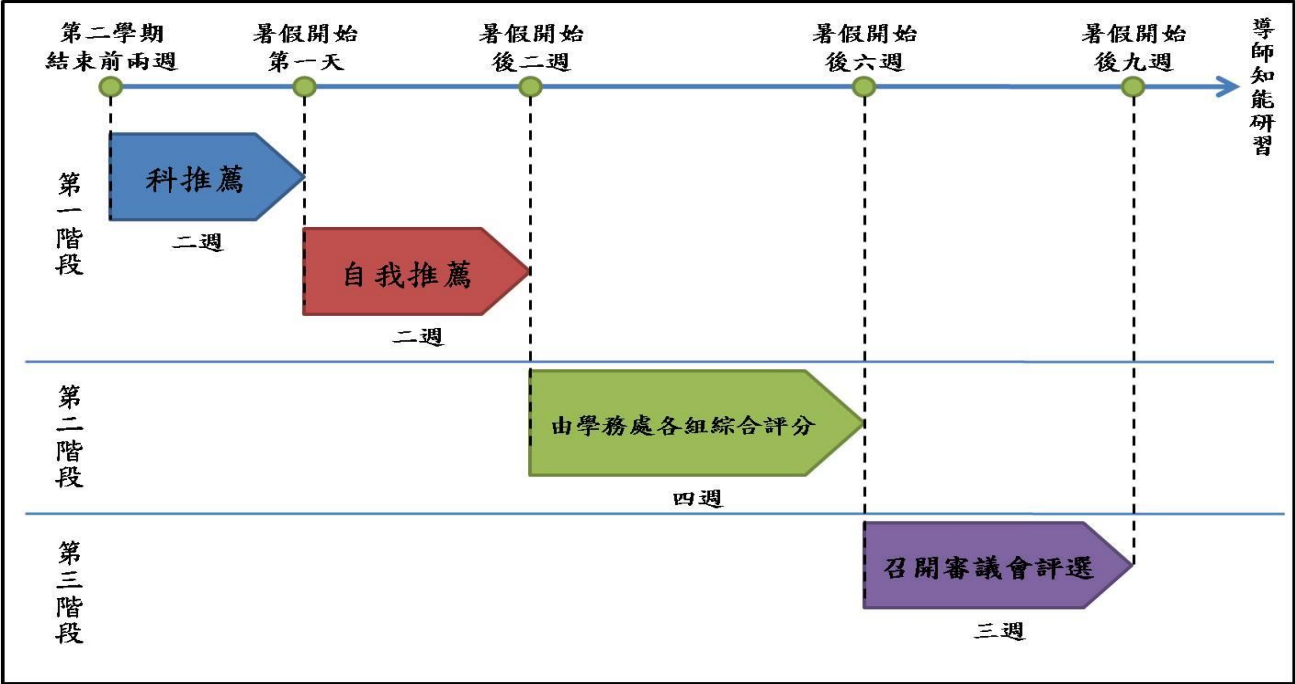 第二學期
結束前兩週
暑假開始
第一天
暑假開始
後二週
暑假開始
後六週
暑假開始
後九週
導師知能研習
第一階段
科推薦
二週
自我推薦
二週
第二階段
由學務處各組綜合評分
四週
第三階段
召開審議會評選
三週